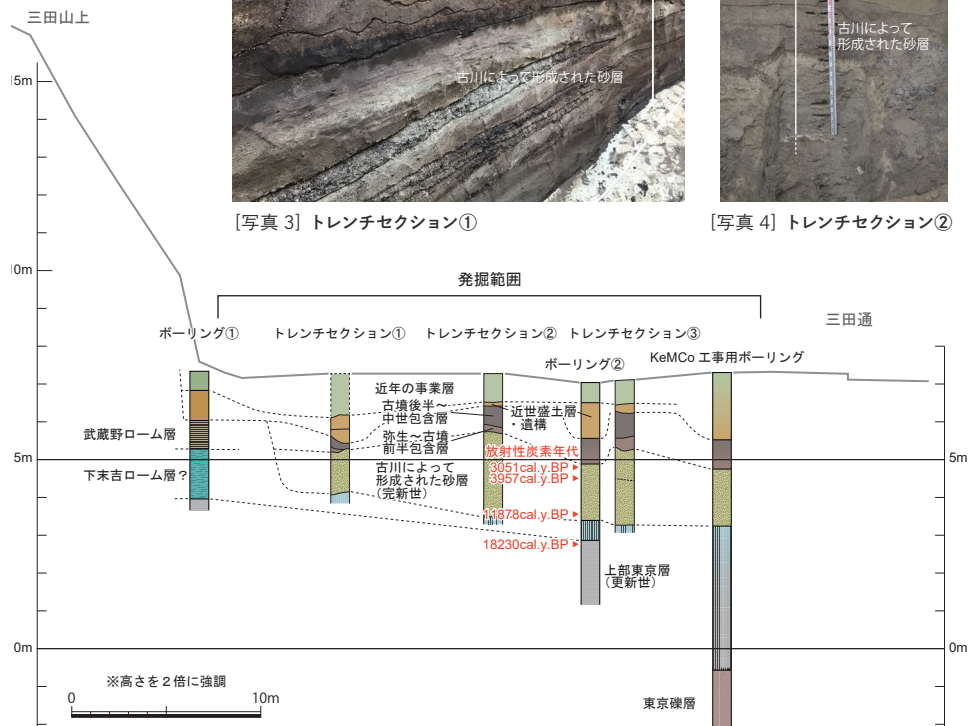 三田山上
古川によって形成された砂層
古川によって
形成された砂層
[写真 3] トレンチセクション①
[写真 4] トレンチセクション②
15m
10m
発掘範囲
三田通
ボーリング①
トレンチセクション①
トレンチセクション②
トレンチセクション③
ボーリング②
KeMCo 工事用ボーリング
近年の事業層
古墳後半〜
中世包含層
近世盛土層
・遺構
弥生〜古墳
前半包含層
武蔵野ローム層
下末吉ローム層？
古川によって
形成された砂層
（完新世）
放射性炭素年代
3051cal.y.BP
3957cal.y.BP
11878cal.y.BP
18230cal.y.BP
5m
5m
上部東京層
（更新世）
0m
0m
※高さを２倍に強調
0
10m
東京礫層